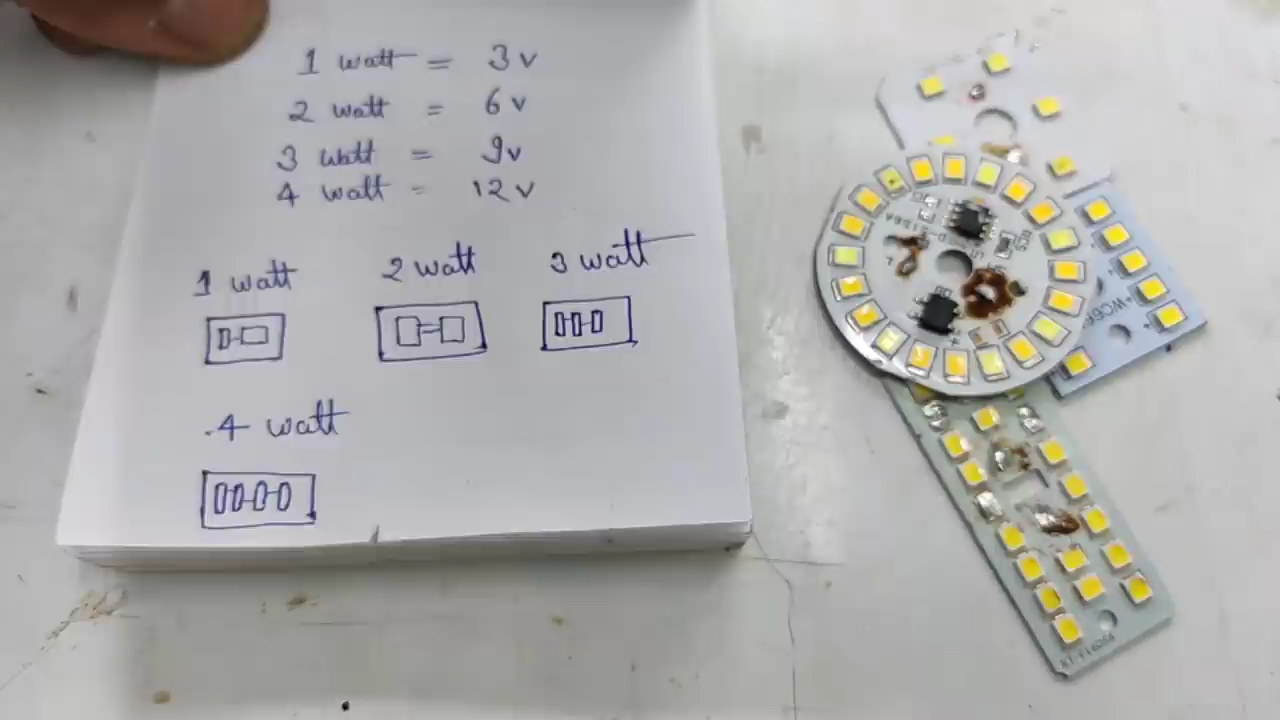 1 watt = 3 v
2 watt = 6 v
3 watt = 9v
4 watt = 12 v
1 watt 2 watt 3 watt
.4 watt